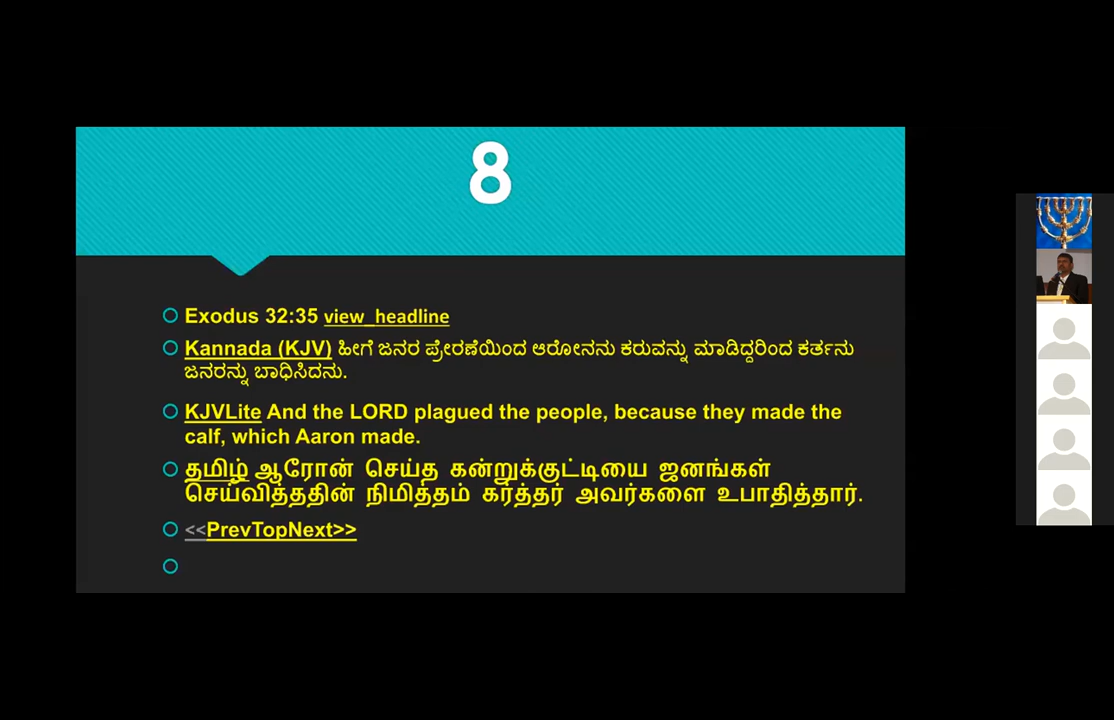 8
Exodus 32:35 view_headline
Kannada (KJV) ಹೀಗೆ ಜನರ ಪ್ರೇರಣೆಯಿಂದ ಆರೋನನು ಕರುವನ್ನು ಮಾಡಿದ್ದರಿಂದ ಕರ್ತನು
ಜನರನ್ನು ಬಾಧಿಸಿದನು.
KJVLite And the LORD plagued the people, because they made the
calf, which Aaron made.
தமிழ் ஆரோன் செய்த கன்றுக்குட்டியை ஜனங்கள்
செய்வித்ததின் நிமித்தம் கர்த்தர் அவர்களை உபாதித்தார்.
<<PrevTopNext>>